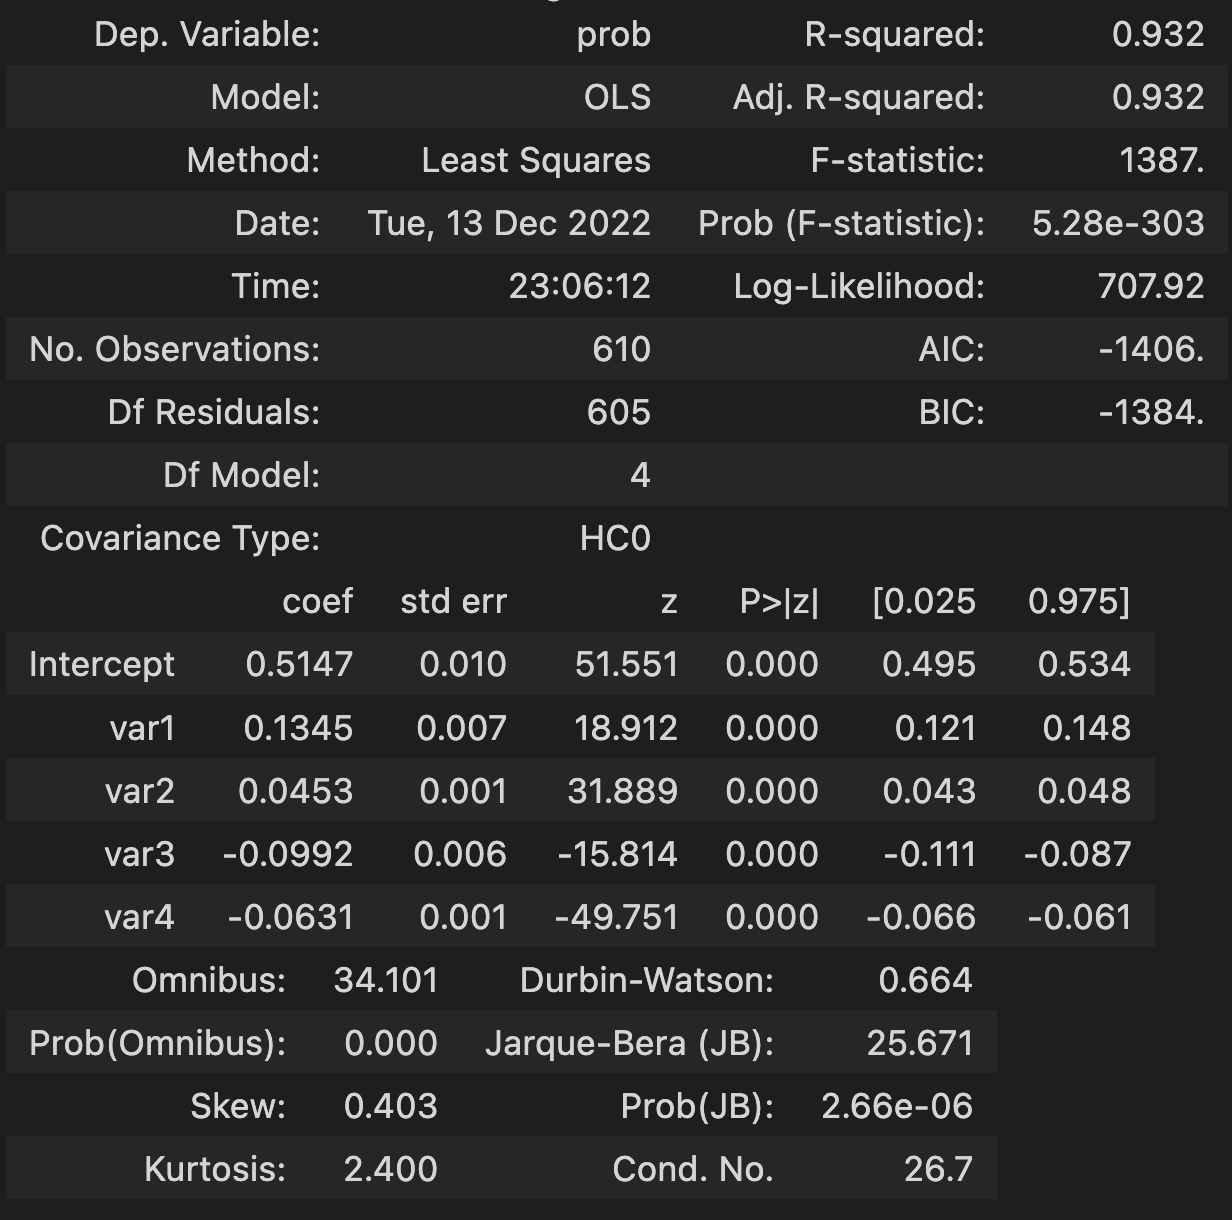 Dep. Variable: prob R-squared: 0.932
Model: OLS Adj. R-squared: 0.932
Method: Least Squares F-statistic: 1387.
Date: Tue, 13 Dec 2022 Prob (F-statistic): 5.28e-303
Time: 23:06:12 Log-Likelihood: 707.92
No. Observations: 610 AIC: -1406.
Df Residuals: 605 BIC: -1384.
Df Model: 4
Covariance Type: HC0
coef std err z P>|z| [0.025 0.975]
Intercept 0.5147 0.010 51.551 0.000 0.495 0.534
var1 0.1345 0.007 18.912 0.000 0.121 0.148
var2 0.0453 0.001 31.889 0.000 0.043 0.048
var3 -0.0992 0.006 -15.814 0.000 -0.111 -0.087
var4 -0.0631 0.001 -49.751 0.000 -0.066 -0.061
Omnibus: 34.101 Durbin-Watson: 0.664
Prob(Omnibus): 0.000 Jarque-Bera (JB): 25.671
Skew: 0.403 Prob(JB): 2.66e-06
Kurtosis: 2.400 Cond. No. 26.7